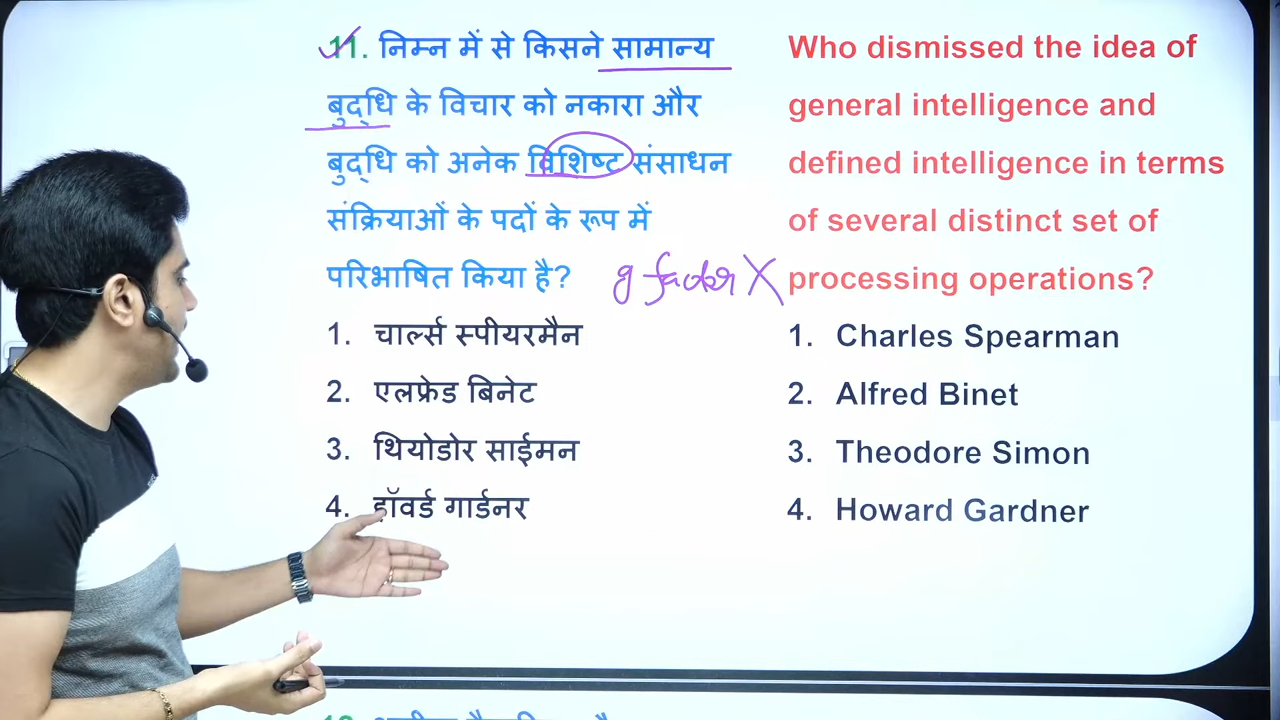 11. निम्न में से किसने सामान्य
बुद्धि के विचार को नकारा और
बुद्धि को अनेक विशिष्ट संसाधन
संक्रियाओं के पदों के रूप में
परिभाषित किया है?
g factor X
1. चार्ल्स स्पीयरमैन
2. एलफ्रेड बिनेट
3. थियोडोर साईमन
4. हॉवर्ड गार्डनर
Who dismissed the idea of
general intelligence and
defined intelligence in terms
of several distinct set of
processing operations?
1. Charles Spearman
2. Alfred Binet
3. Theodore Simon
4. Howard Gardner